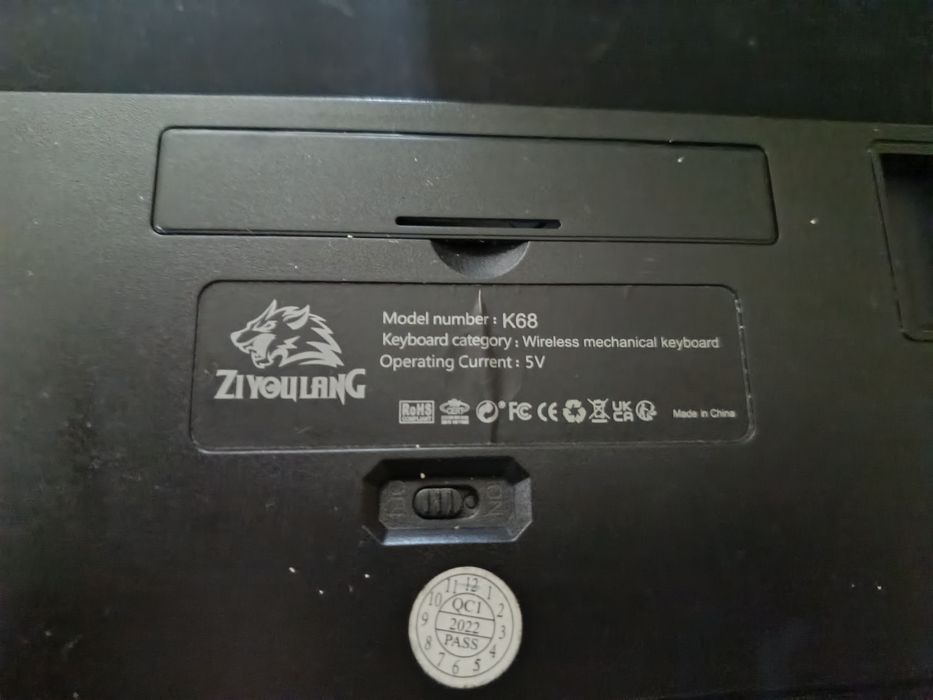 Model number : K68
Keyboard category : Wireless mechanical keyboard
Operating Current : 5V
ZIYOULANG
RoHS
FC CE UK CA
Made in China
OFF ON
11 12 1
10 2
9 3
8 4
7 6 5
QC1
2022
PASS